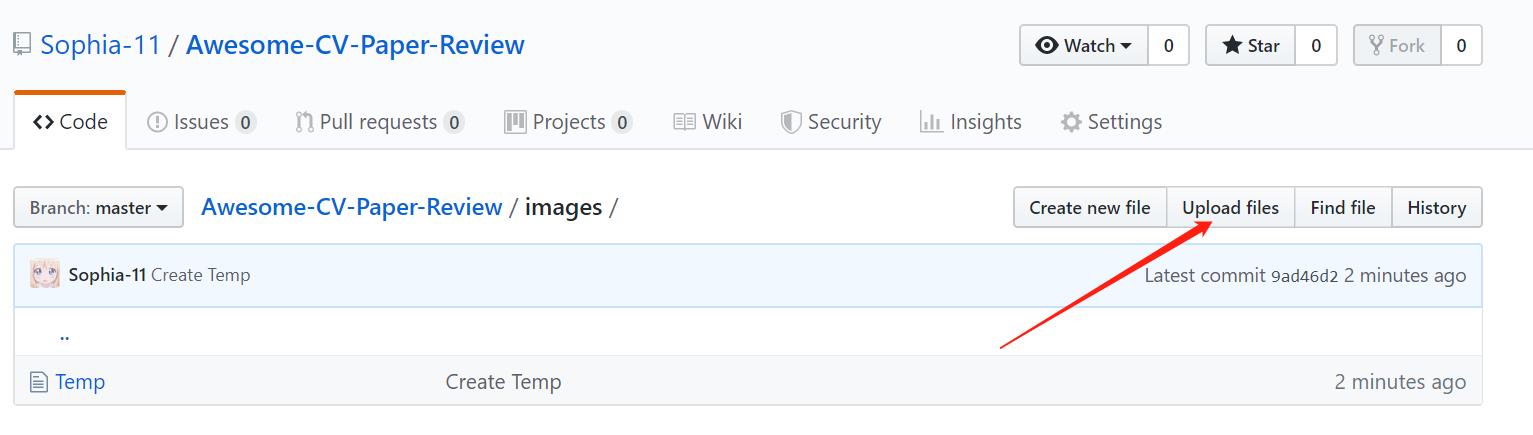 Sophia-11 / Awesome-CV-Paper-Review Watch 0 Star 0 Fork 0
Code Issues 0 Pull requests 0 Projects 0 Wiki Security Insights Settings
Branch: master Awesome-CV-Paper-Review / images / Create new file Upload files Find file History
Sophia-11 Create Temp Latest commit 9ad46d2 2 minutes ago
..
Temp Create Temp 2 minutes ago